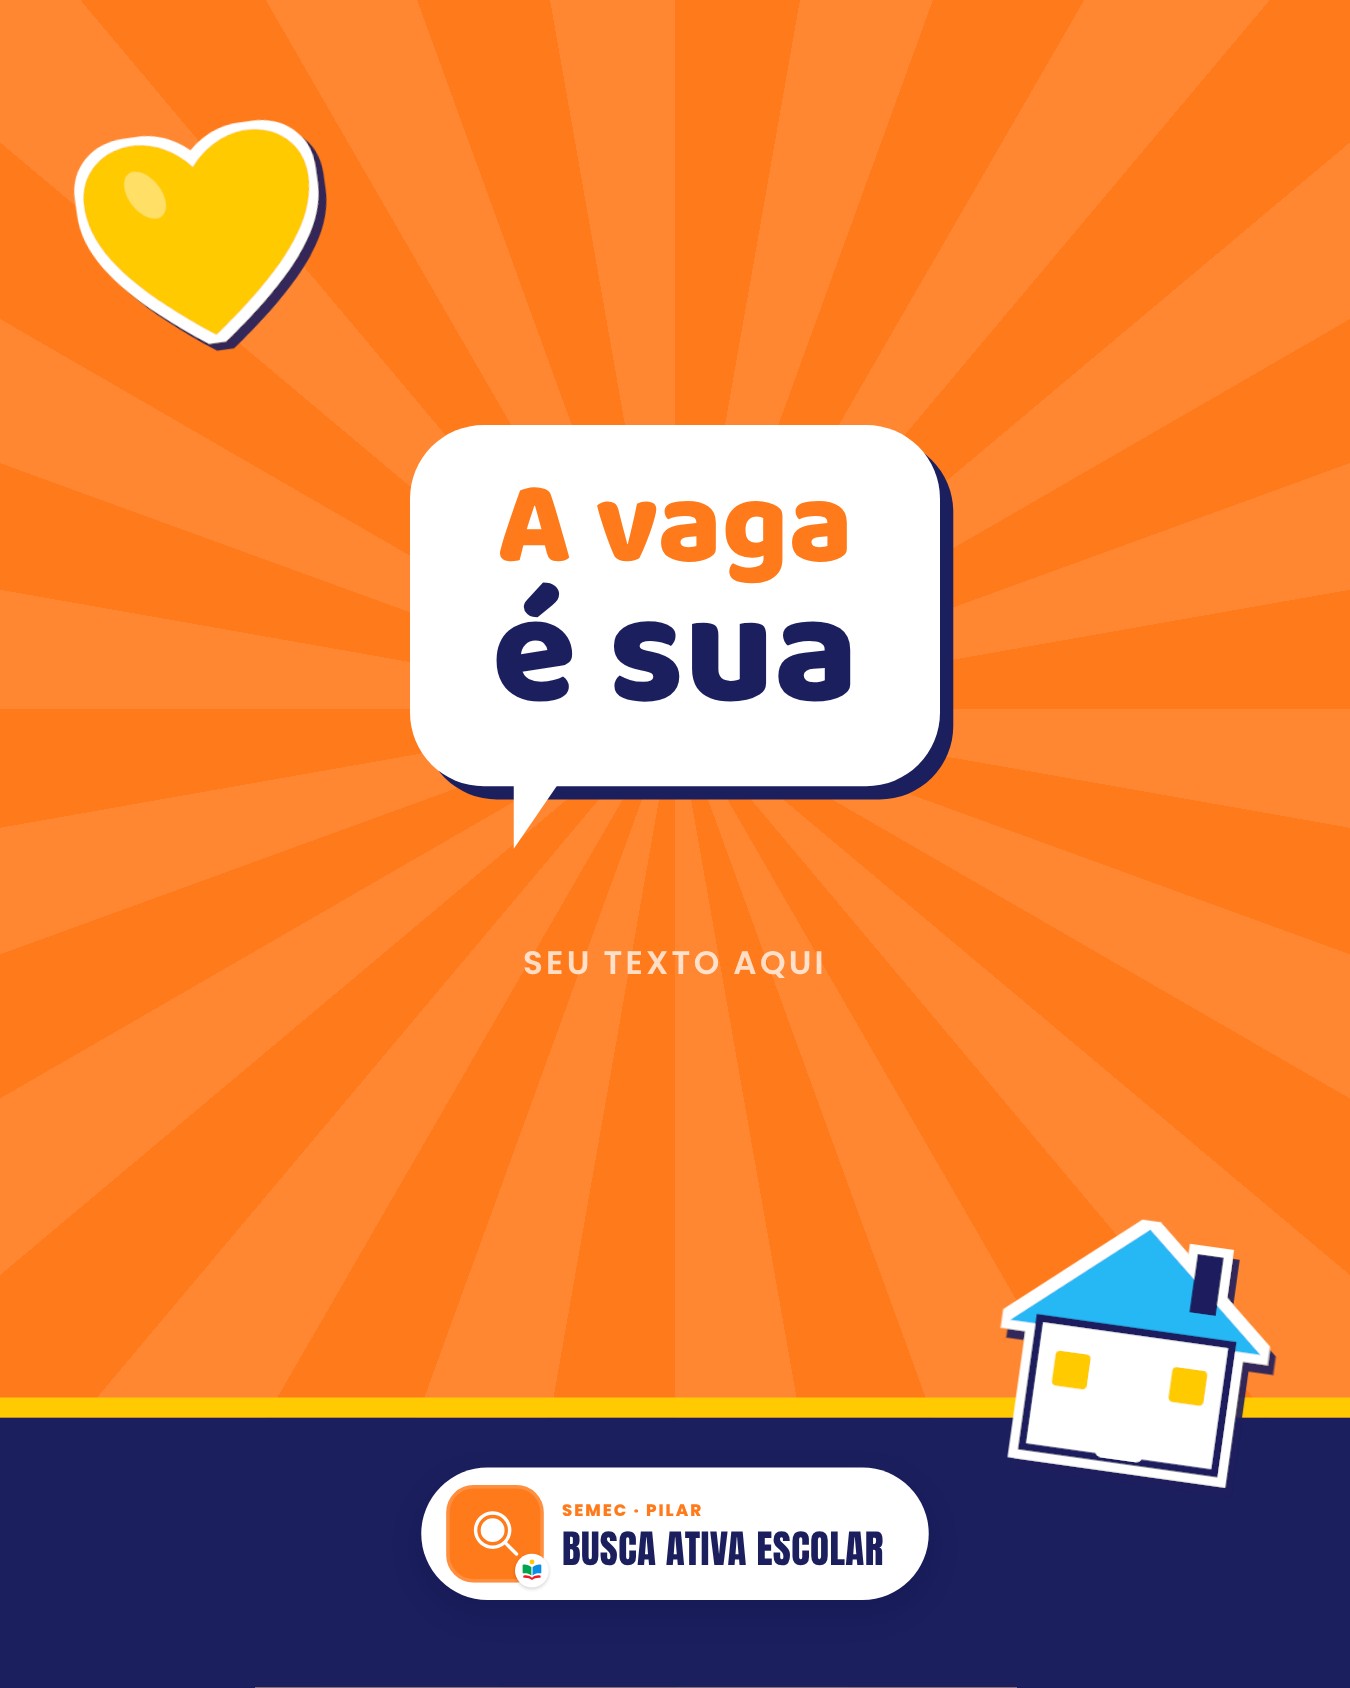 A vaga
é sua
SEU TEXTO AQUI
SEMEC · PILAR
BUSCA ATIVA ESCOLAR